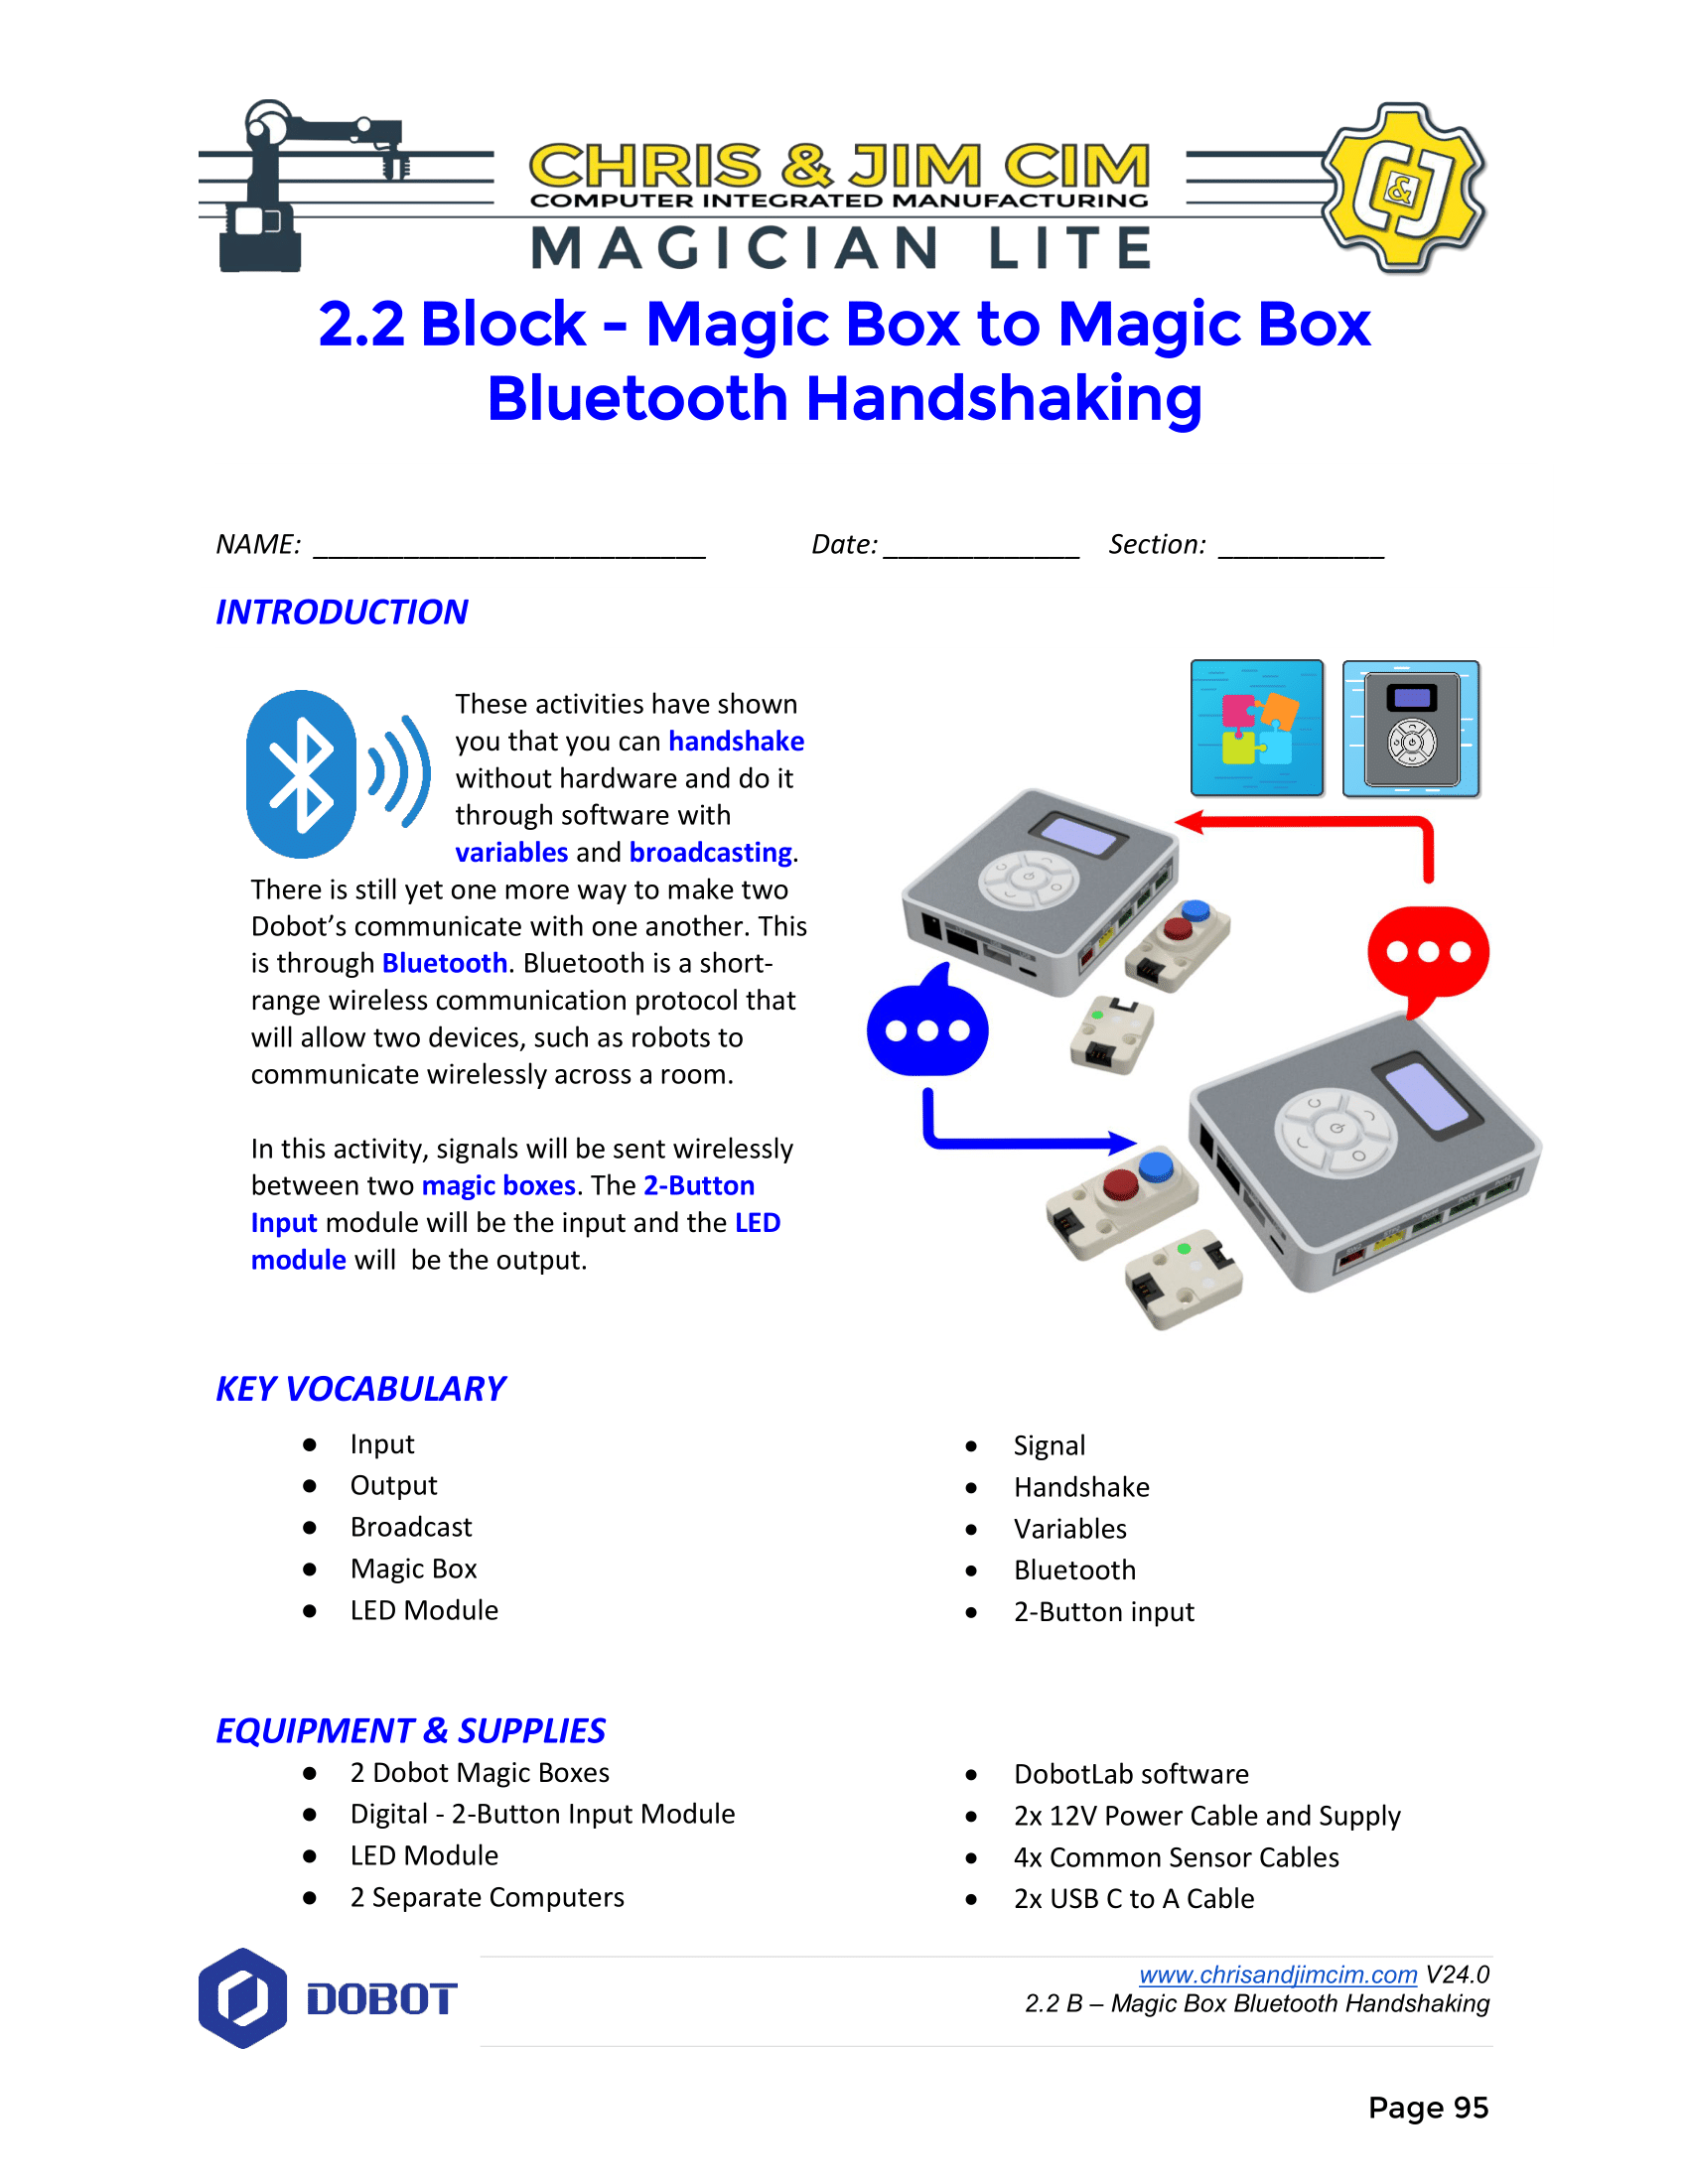 CHRIS & JIM CIM
COMPUTER INTEGRATED MANUFACTURING
MAGICIAN LITE
C&J
2.2 Block - Magic Box to Magic Box
Bluetooth Handshaking
NAME: __________________________ Date: _____________ Section: ___________
INTRODUCTION
These activities have shown
you that you can handshake
without hardware and do it
through software with
variables and broadcasting.
There is still yet one more way to make two
Dobot’s communicate with one another. This
is through Bluetooth. Bluetooth is a short-
range wireless communication protocol that
will allow two devices, such as robots to
communicate wirelessly across a room.
In this activity, signals will be sent wirelessly
between two magic boxes. The 2-Button
Input module will be the input and the LED
module will  be the output.
KEY VOCABULARY
● Input
● Output
● Broadcast
● Magic Box
● LED Module
• Signal
• Handshake
• Variables
• Bluetooth
• 2-Button input
EQUIPMENT & SUPPLIES
● 2 Dobot Magic Boxes
● Digital - 2-Button Input Module
● LED Module
● 2 Separate Computers
• DobotLab software
• 2x 12V Power Cable and Supply
• 4x Common Sensor Cables
• 2x USB C to A Cable
DOBOT
www.chrisandjimcim.com V24.0
2.2 B – Magic Box Bluetooth Handshaking
Page 95